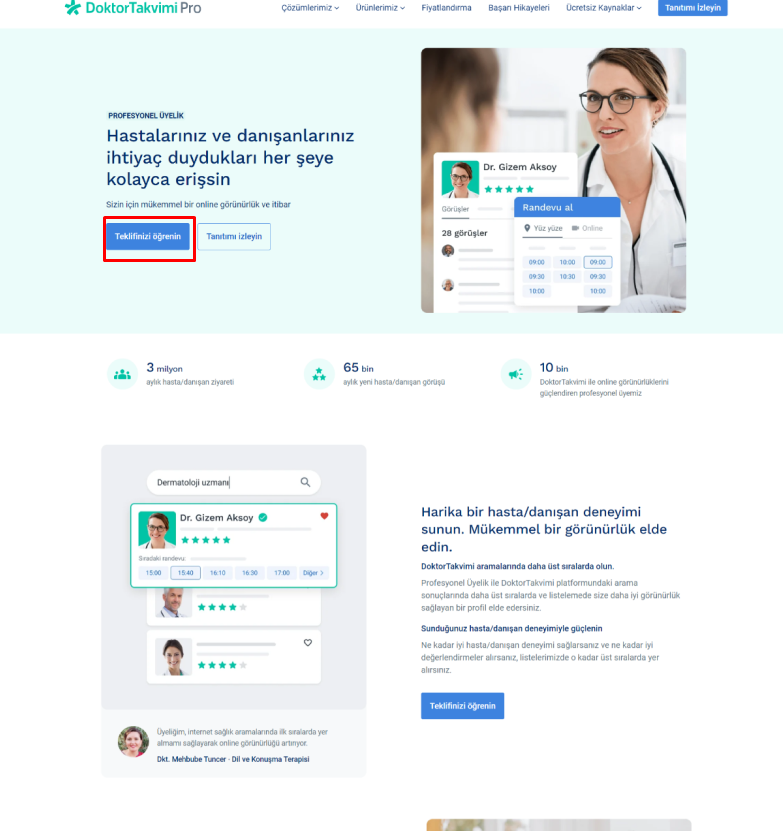 DoktorTakvimi Pro
Çözümlerimiz
Ürünlerimiz
Fiyatlandırma
Başarı Hikayeleri
Ücretsiz Kaynaklar
Tanıtımı İzleyin
PROFESYONEL ÜYELİK
Hastalarınız ve danışanlarınız
ihtiyaç duydukları her şeye
kolayca erişsin
Sizin için mükemmel bir online görünürlük ve itibar
Teklifinizi öğrenin
Tanıtımı izleyin
Dr. Gizem Aksoy
Görüşler
28 görüşler
Randevu al
Yüz yüze
Online
09:00 10:00 09:00
09:30 10:30 09:30
10:00 10:00
3 milyon
aylık hasta/danışan ziyareti
65 bin
aylık yeni hasta/danışan görüşü
10 bin
DoktorTakvimi ile online görünürlüklerini
güçlendiren profesyonel üyemiz
Dermatoloji uzmanı
Dr. Gizem Aksoy
Sıradaki randevu:
15:00 15:40 16:10 16:30 17:00 Diğer >
Üyeliğim, internet sağlık aramalarında ilk sıralarda yer
almamı sağlayarak online görünürlüğü artırıyor.
Dkt. Mehbube Tuncer - Dil ve Konuşma Terapisi
Harika bir hasta/danışan deneyimi
sunun. Mükemmel bir görünürlük elde
edin.
DoktorTakvimi aramalarında daha üst sıralarda olun.
Profesyonel Üyelik ile DoktorTakvimi platformundaki arama
sonuçlarında daha üst sıralarda ve listelemede size daha iyi görünürlük
sağlayan bir profil elde edersiniz.
Sunduğunuz hasta/danışan deneyimiyle güçlenin
Ne kadar iyi hasta/danışan deneyimi sağlarsanız ve ne kadar iyi
değerlendirmeler alırsanız, listelerimizde o kadar üst sıralarda yer
alırsınız.
Teklifinizi öğrenin